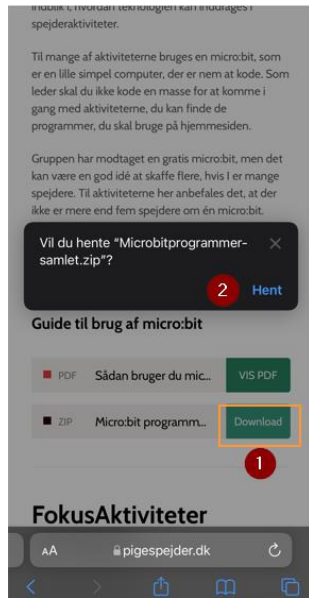 indblik i, hvordan teknologien kan inddrages i
spejderaktiviteter.
Til mange af aktiviteterne bruges en micro:bit, som
er en lille simpel computer, der er nem at kode. Som
leder skal du ikke kode en masse for at komme i
gang med aktiviteterne, du kan finde de
programmer, du skal bruge på hjemmesiden.
Gruppen har modtaget en gratis micro:bit, men det
kan være en god idé at skaffe flere, hvis I er mange
spejdere. Til aktiviteterne her anbefales det, at der
ikke er mere end fem spejdere om én micro:bit.
Vil du hente "Microbitprogrammer-
samlet.zip"?
2 Hent
Guide til brug af micro:bit
PDF Sådan bruger du mic... VIS PDF
ZIP Micro:bit programm... Download
1
FokusAktiviteter
AA pigespejder.dk